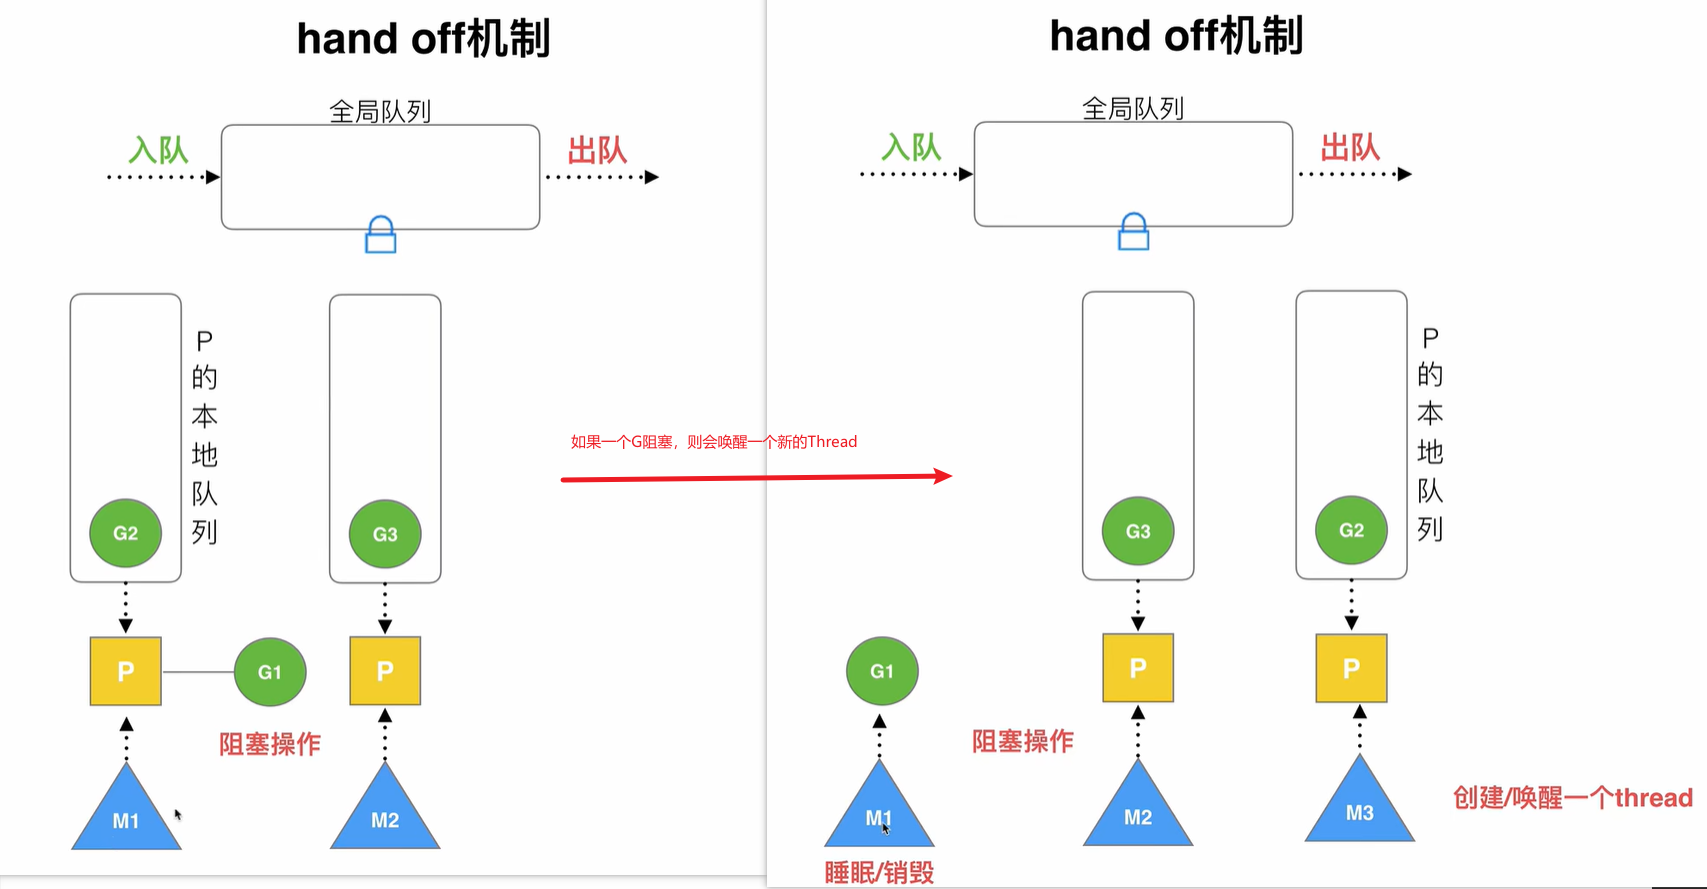 hand off机制
全局队列
入队
出队
P的本地队列
G2
G3
P
G1
P
阻塞操作
M1
M2
如果一个G阻塞，则会唤醒一个新的Thread
hand off机制
全局队列
入队
出队
P的本地队列
G3
G2
G1
P
P
阻塞操作
M1
M2
M3
创建/唤醒一个thread
睡眠/销毁